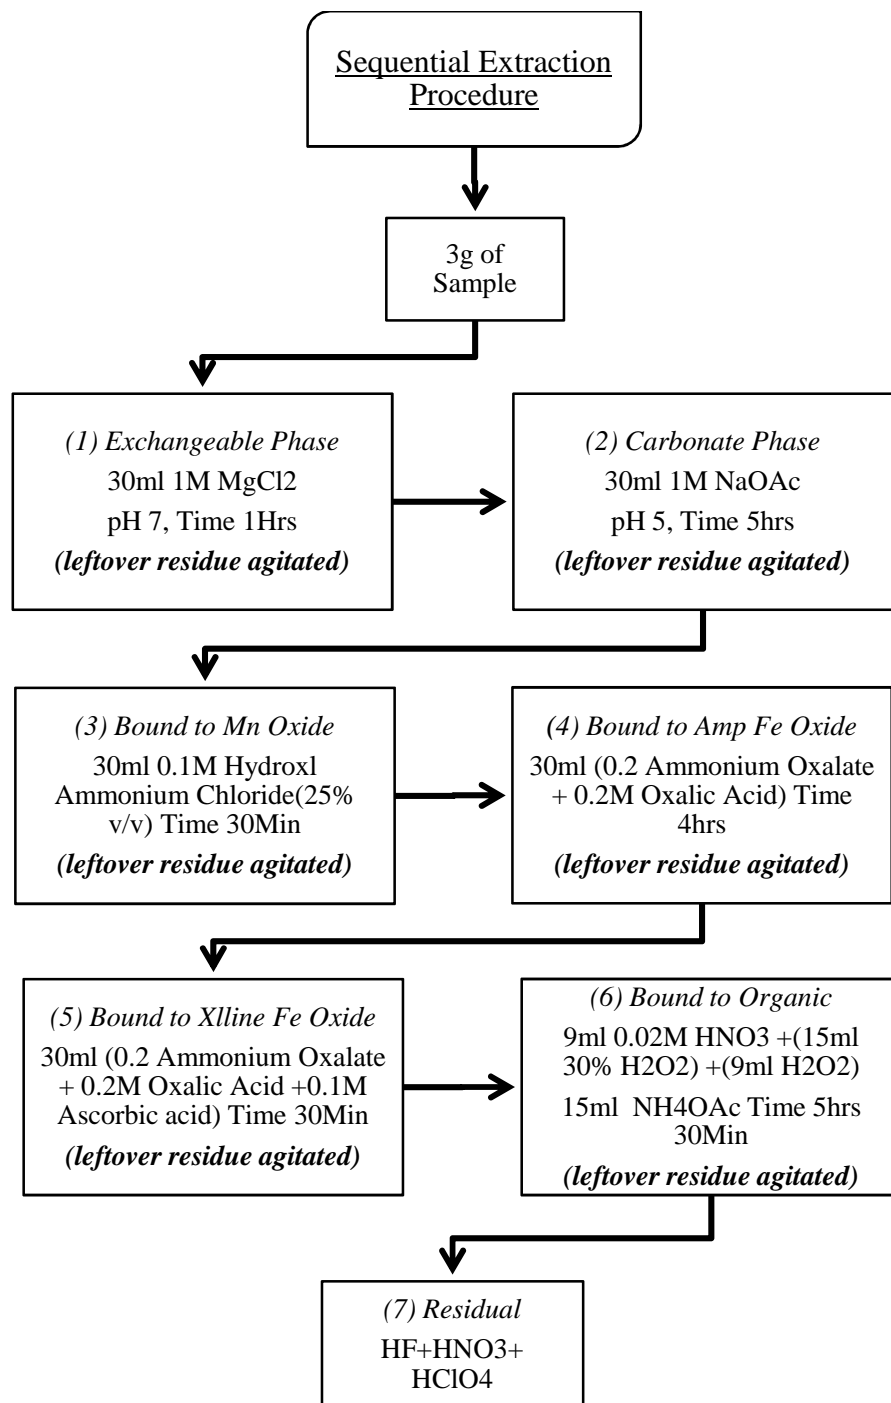 Sequential Extraction
Procedure
3g of
Sample
(1) Exchangeable Phase
30ml 1M MgCl2
pH 7, Time 1Hrs
(leftover residue agitated)
(2) Carbonate Phase
30ml 1M NaOAc
pH 5, Time 5hrs
(leftover residue agitated)
(3) Bound to Mn Oxide
30ml 0.1M Hydroxl
Ammonium Chloride(25%
v/v) Time 30Min
(leftover residue agitated)
(4) Bound to Amp Fe Oxide
30ml (0.2 Ammonium Oxalate
+ 0.2M Oxalic Acid) Time
4hrs
(leftover residue agitated)
(5) Bound to Xlline Fe Oxide
30ml (0.2 Ammonium Oxalate
+ 0.2M Oxalic Acid +0.1M
Ascorbic acid) Time 30Min
(leftover residue agitated)
(6) Bound to Organic
9ml 0.02M HNO3 +(15ml
30% H2O2) +(9ml H2O2)
15ml  NH4OAc Time 5hrs
30Min
(leftover residue agitated)
(7) Residual
HF+HNO3+
HClO4